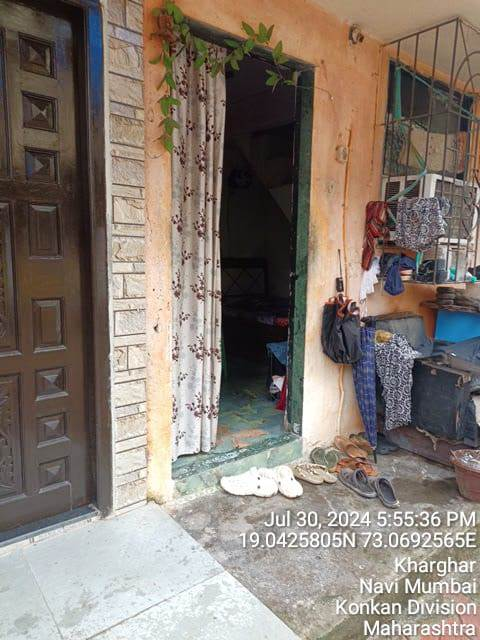 Jul 30, 2024 5:55:36 PM
19.0425805N 73.0692565E
Kharghar
Navi Mumbai
Konkan Division
Maharashtra